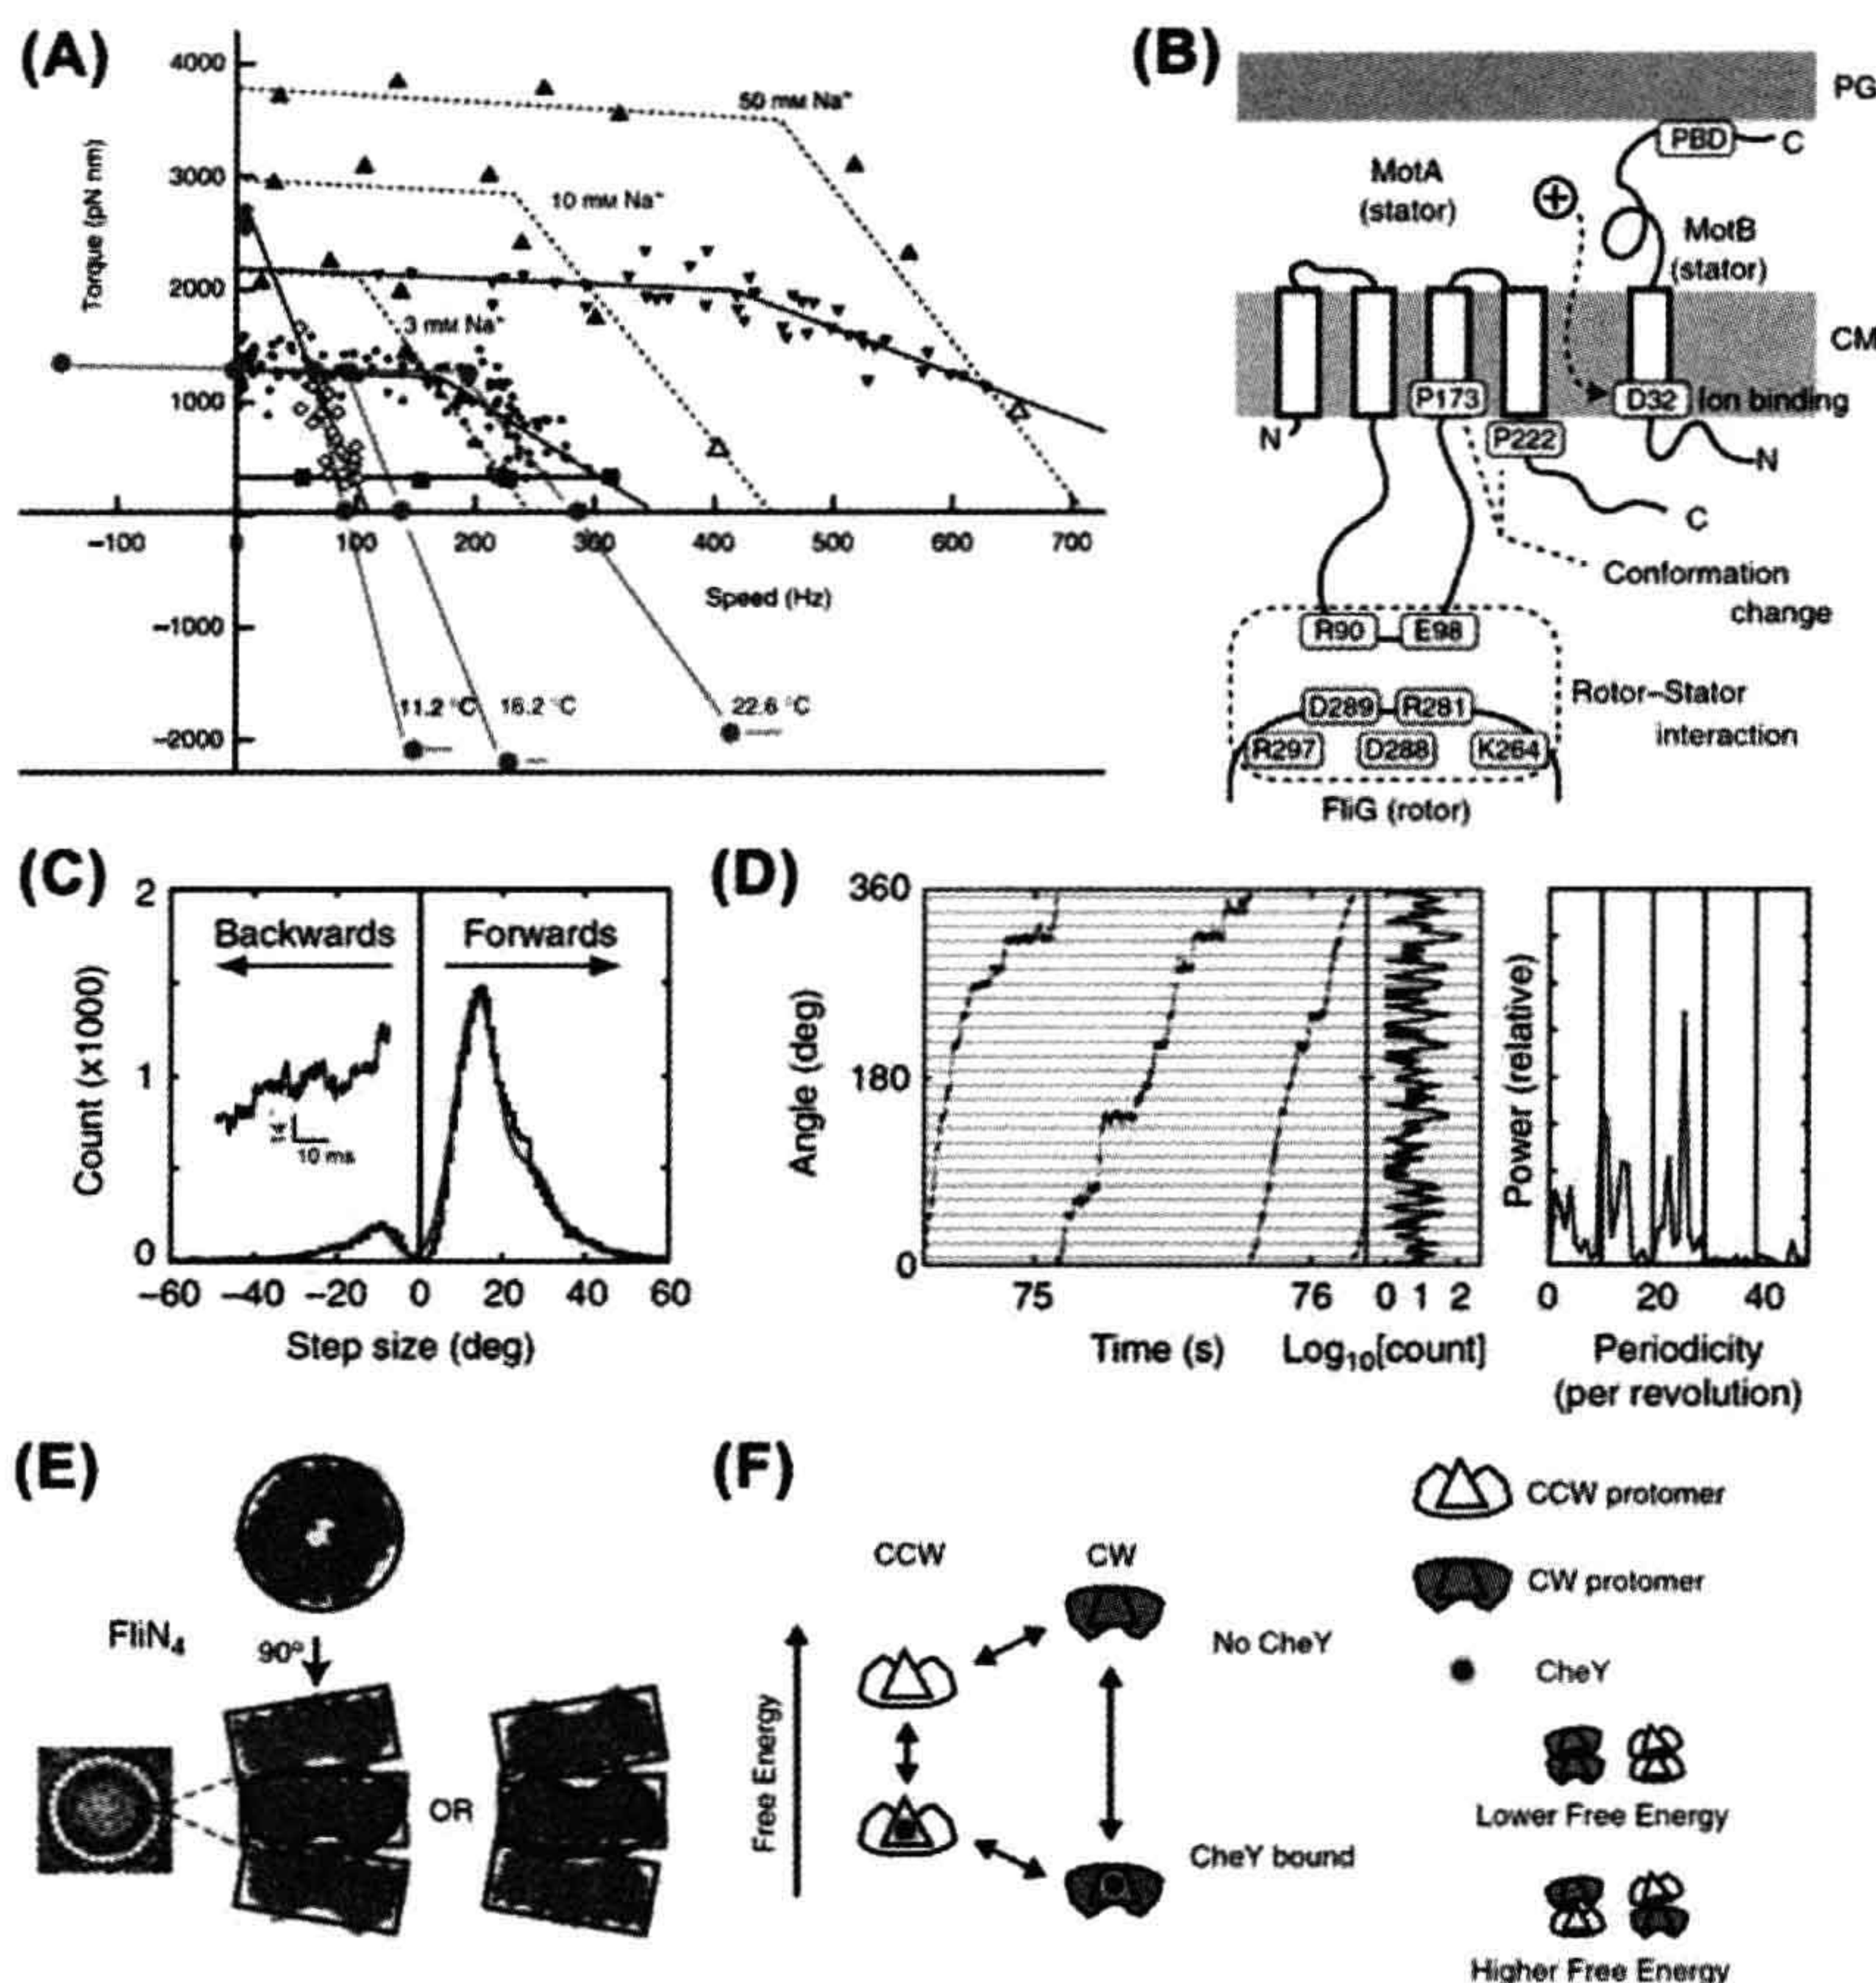 (A)
4000
3000
2000
1000
-1000
-2000
Torque (pN nm)
50 mM Na⁺
10 mM Na⁺
3 mM Na⁺
-100 0 100 200 300 400 500 600 700
Speed (Hz)
11.2 °C
16.2 °C
22.6 °C
(B)
PG
PBD
C
MotA
(stator)
+
MotB
(stator)
CM
P173
D32
Ion binding
N
P222
N
C
Conformation
change
R90
E98
Rotor–Stator
interaction
D289
R281
R297
D288
K264
FliG (rotor)
(C)
2
1
0
Count (x1000)
Backwards
Forwards
10 ms
-60 -40 -20 0 20 40 60
Step size (deg)
(D)
360
180
0
Angle (deg)
75 76
Time (s)
0 1 2
Log₁₀[count]
Power (relative)
0 20 40
Periodicity
(per revolution)
(E)
FliN₄
90°
OR
(F)
CCW
CW
Free Energy
No CheY
CheY bound
CCW protomer
CW protomer
CheY
Lower Free Energy
Higher Free Energy